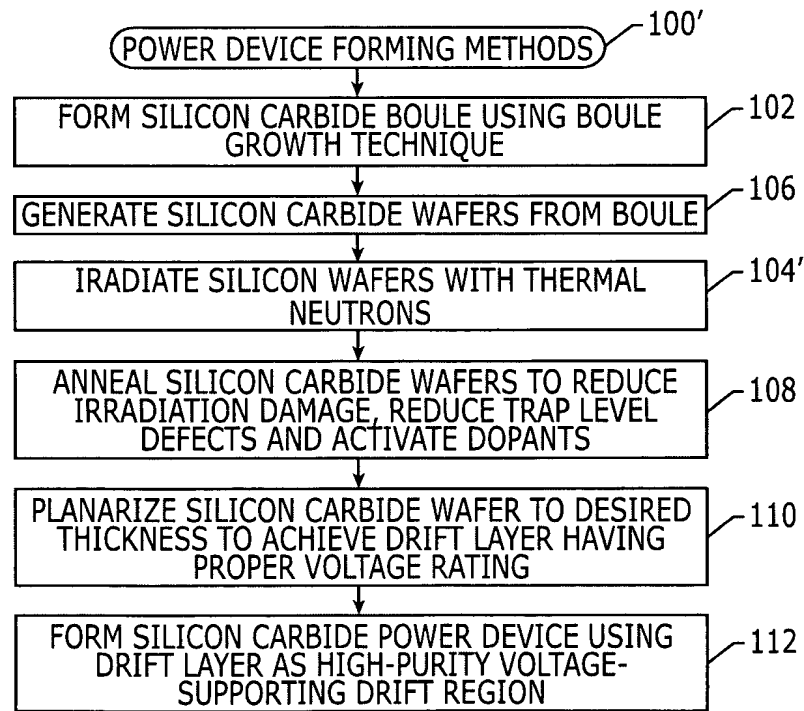 POWER DEVICE FORMING METHODS
100'
FORM SILICON CARBIDE BOULE USING BOULE
GROWTH TECHNIQUE
102
GENERATE SILICON CARBIDE WAFERS FROM BOULE
106
IRADIATE SILICON WAFERS WITH THERMAL
NEUTRONS
104'
ANNEAL SILICON CARBIDE WAFERS TO REDUCE
IRRADIATION DAMAGE, REDUCE TRAP LEVEL
DEFECTS AND ACTIVATE DOPANTS
108
PLANARIZE SILICON CARBIDE WAFER TO DESIRED
THICKNESS TO ACHIEVE DRIFT LAYER HAVING
PROPER VOLTAGE RATING
110
FORM SILICON CARBIDE POWER DEVICE USING
DRIFT LAYER AS HIGH-PURITY VOLTAGE-
SUPPORTING DRIFT REGION
112